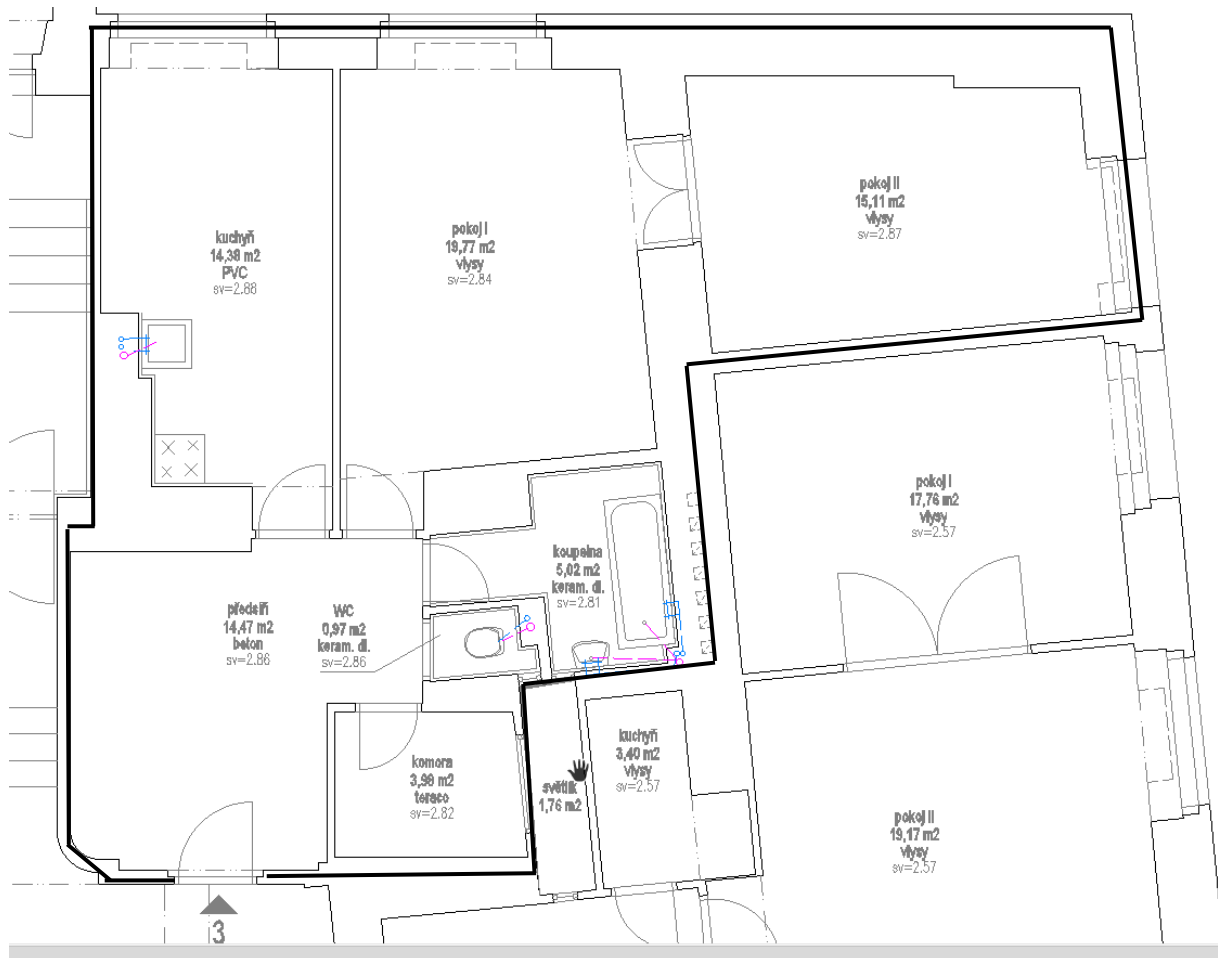 pokoj II
15,11 m2
vlysy
sv=2.87
kuchyň
14,38 m2
PVC
sv=2.88
pokoj I
19,77 m2
vlysy
sv=2.84
pokoj I
17,76 m2
vlysy
sv=2.57
koupelna
5,02 m2
keram. dl.
sv=2.81
předsíň
14,47 m2
beton
sv=2.86
WC
0,97 m2
keram. dl.
sv=2.86
kuchyň
3,40 m2
vlysy
sv=2.57
komora
3,98 m2
teraco
sv=2.82
světlík
1,76 m2
pokoj II
19,17 m2
vlysy
sv=2.57
3